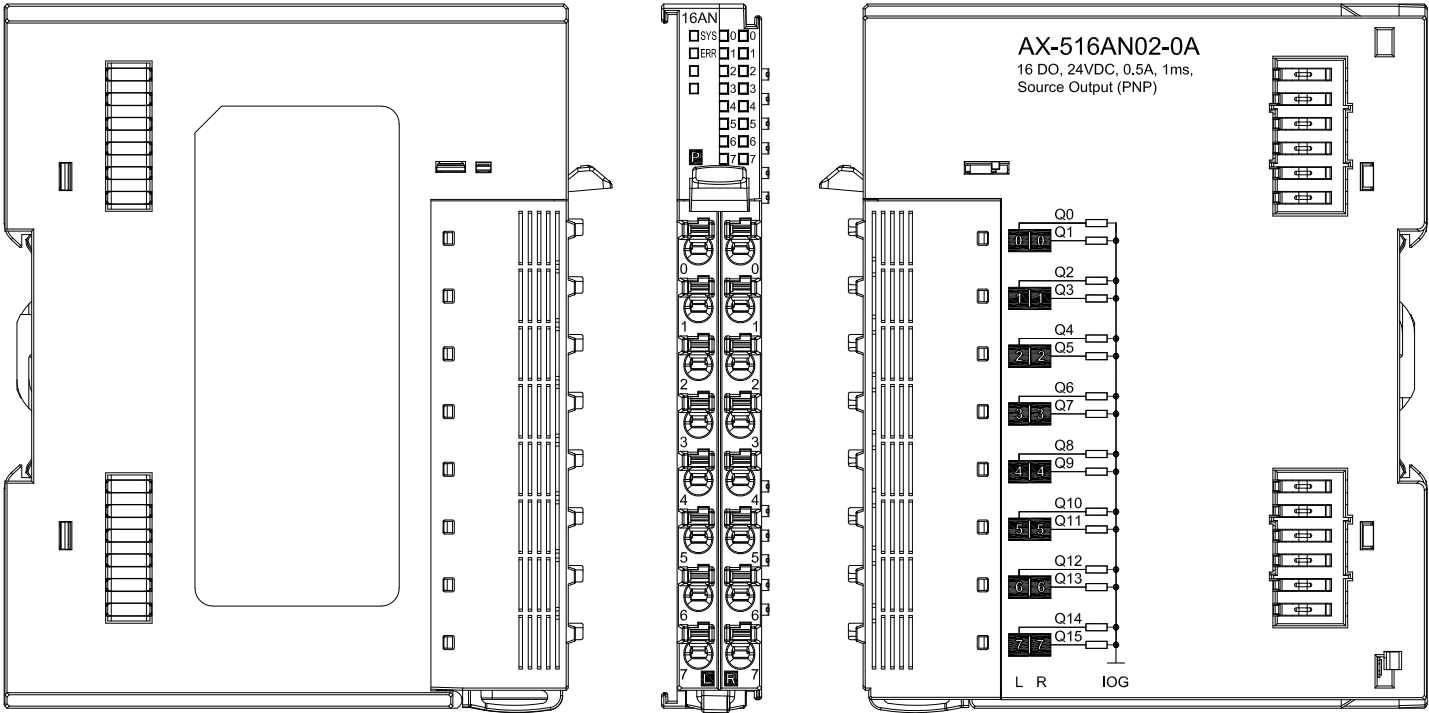 16AN
SYS 0 0
ERR 1 1
2 2
3 3
4 4
5 5
6 6
P 7 7
0 0
1 1
2 2
3 3
4 4
5 5
6 6
7 L R 7
AX-516AN02-0A
16 DO, 24VDC, 0.5A, 1ms,
Source Output (PNP)
Q0
0 0 Q1
Q2
1 1 Q3
Q4
2 2 Q5
Q6
3 3 Q7
Q8
4 4 Q9
Q10
5 5 Q11
Q12
6 6 Q13
Q14
7 7 Q15
L R IOG